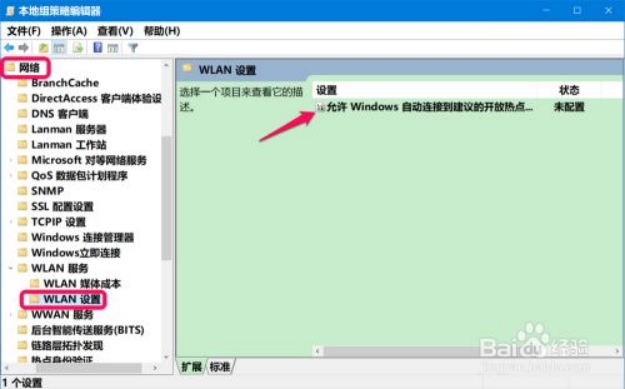 本地组策略编辑器
文件(F) 操作(A) 查看(V) 帮助(H)
网络
BranchCache
DirectAccess 客户端体验设
DNS 客户端
Lanman 服务器
Lanman 工作站
Microsoft 对等网络服务
QoS 数据包计划程序
SNMP
SSL 配置设置
TCPIP 设置
Windows 连接管理器
Windows立即连接
WLAN 服务
WLAN 媒体成本
WLAN 设置
WWAN 服务
后台智能传送服务(BITS)
链路层拓扑发现
热点身份验证
WLAN 设置
选择一个项目来查看它的描
述。
设置 状态
允许 Windows 自动连接到建议的开放热点... 未配置
扩展 标准
1 个设置
Baidu 经验